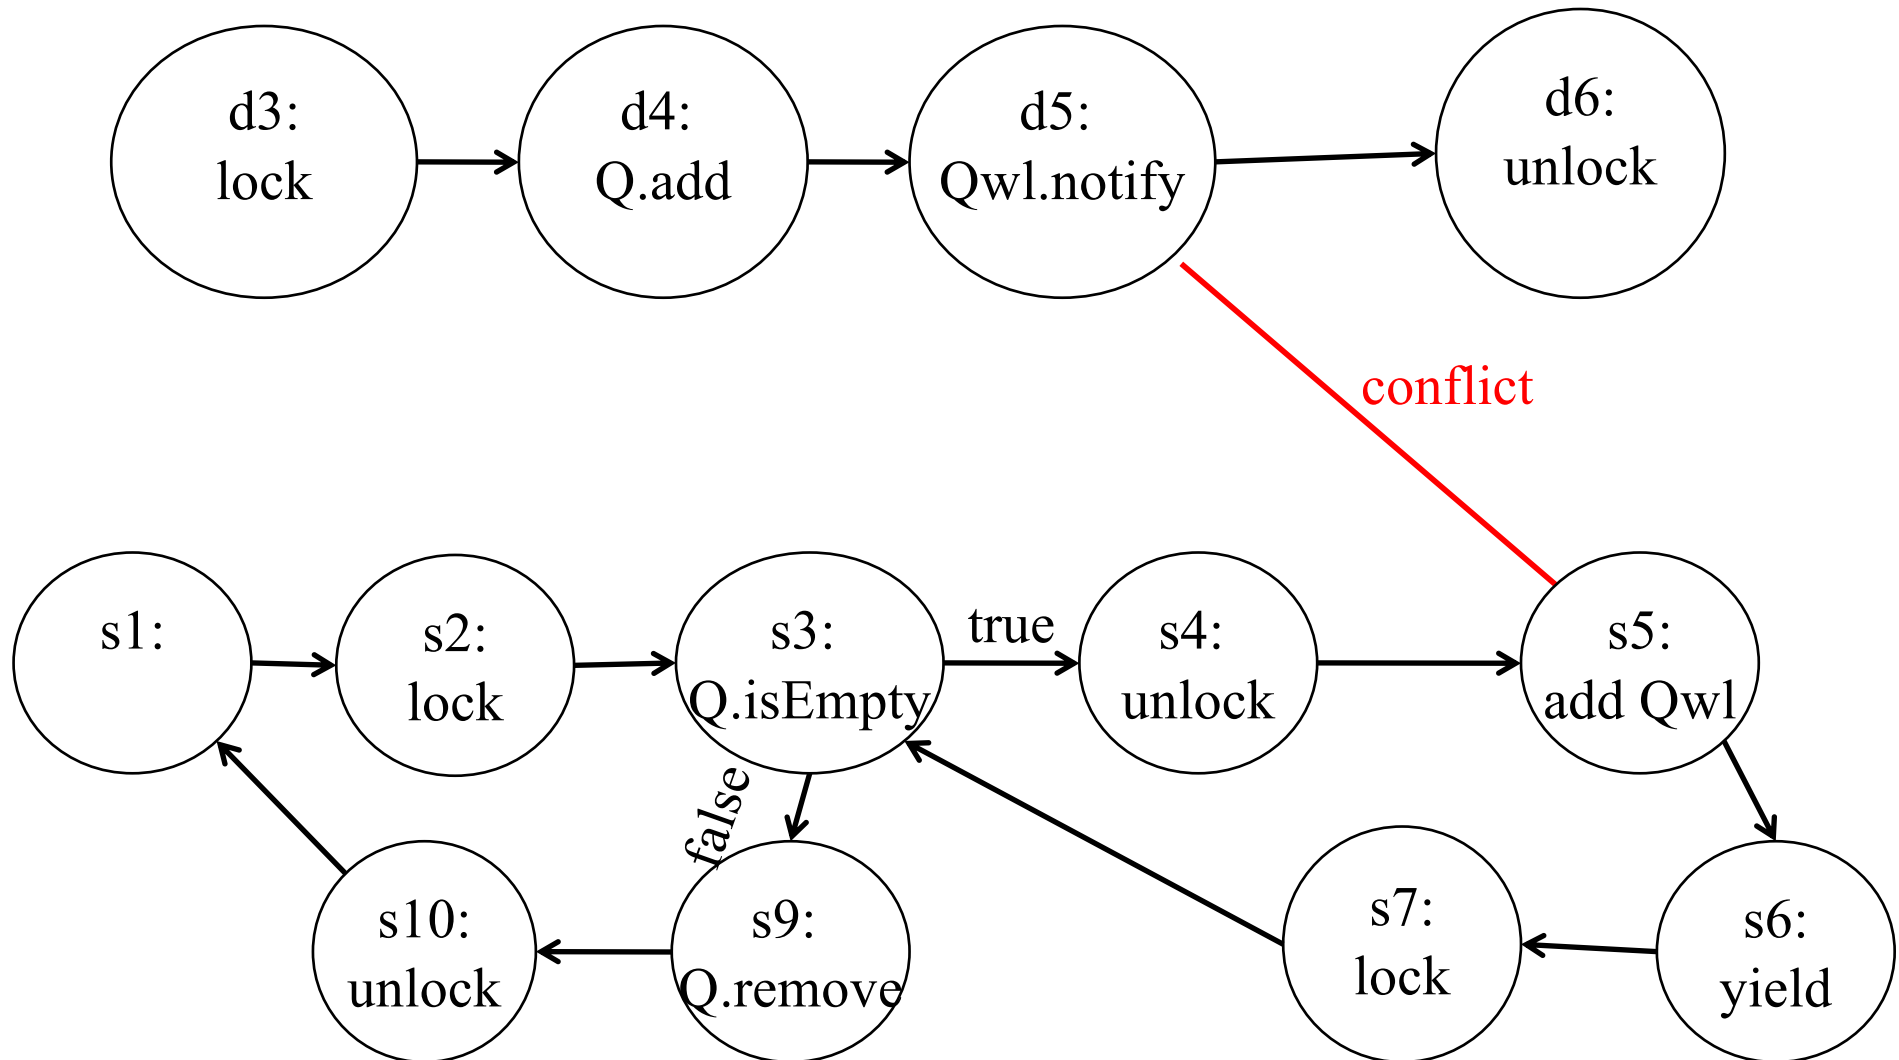 d3:
lock
d4:
Q.add
d5:
Qwl.notify
d6:
unlock
conflict
s1:
s2:
lock
s3:
Q.isEmpty
true
s4:
unlock
s5:
add Qwl
false
s10:
unlock
s9:
Q.remove
s7:
lock
s6:
yield